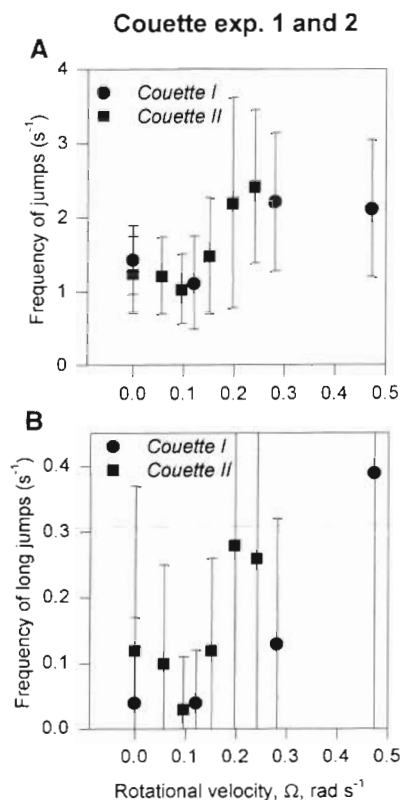 Couette exp. 1 and 2
A
4
Couette I
Couette II
3
2
1
0
Frequency of jumps (s⁻¹)
0.0 0.1 0.2 0.3 0.4 0.5
B
Couette I
Couette II
0.4
0.3
0.2
0.1
0.0
Frequency of long jumps (s⁻¹)
0.0 0.1 0.2 0.3 0.4 0.5
Rotational velocity, Ω, rad s⁻¹